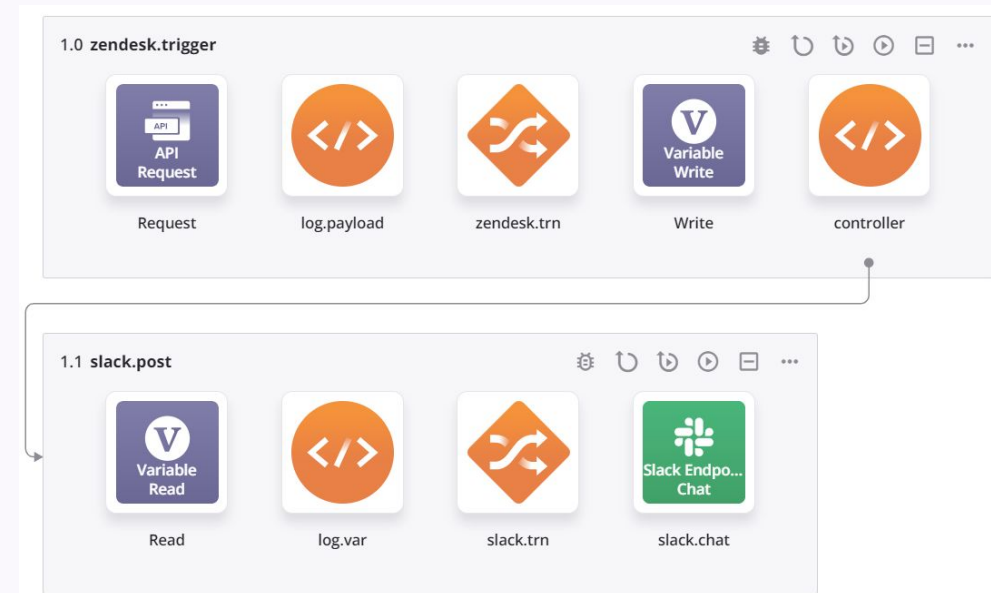 1.0 zendesk.trigger
API
API
Request
Variable
Write
Request
log.payload
zendesk.trn
Write
controller
1.1 slack.post
Variable
Read
Slack Endpo...
Chat
Read
log.var
slack.trn
slack.chat